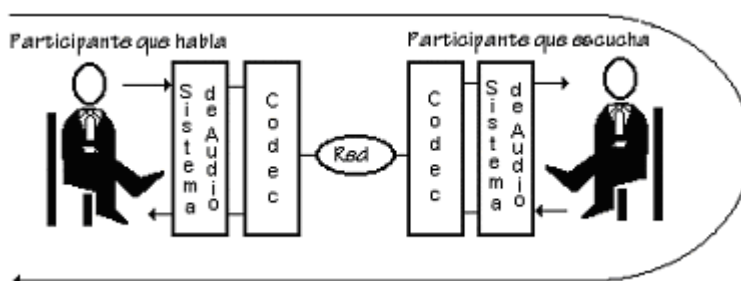 Participante que habla
Participante que escucha
Sistema
de Audio
Codec
Red
Codec
Sistema
de Audio